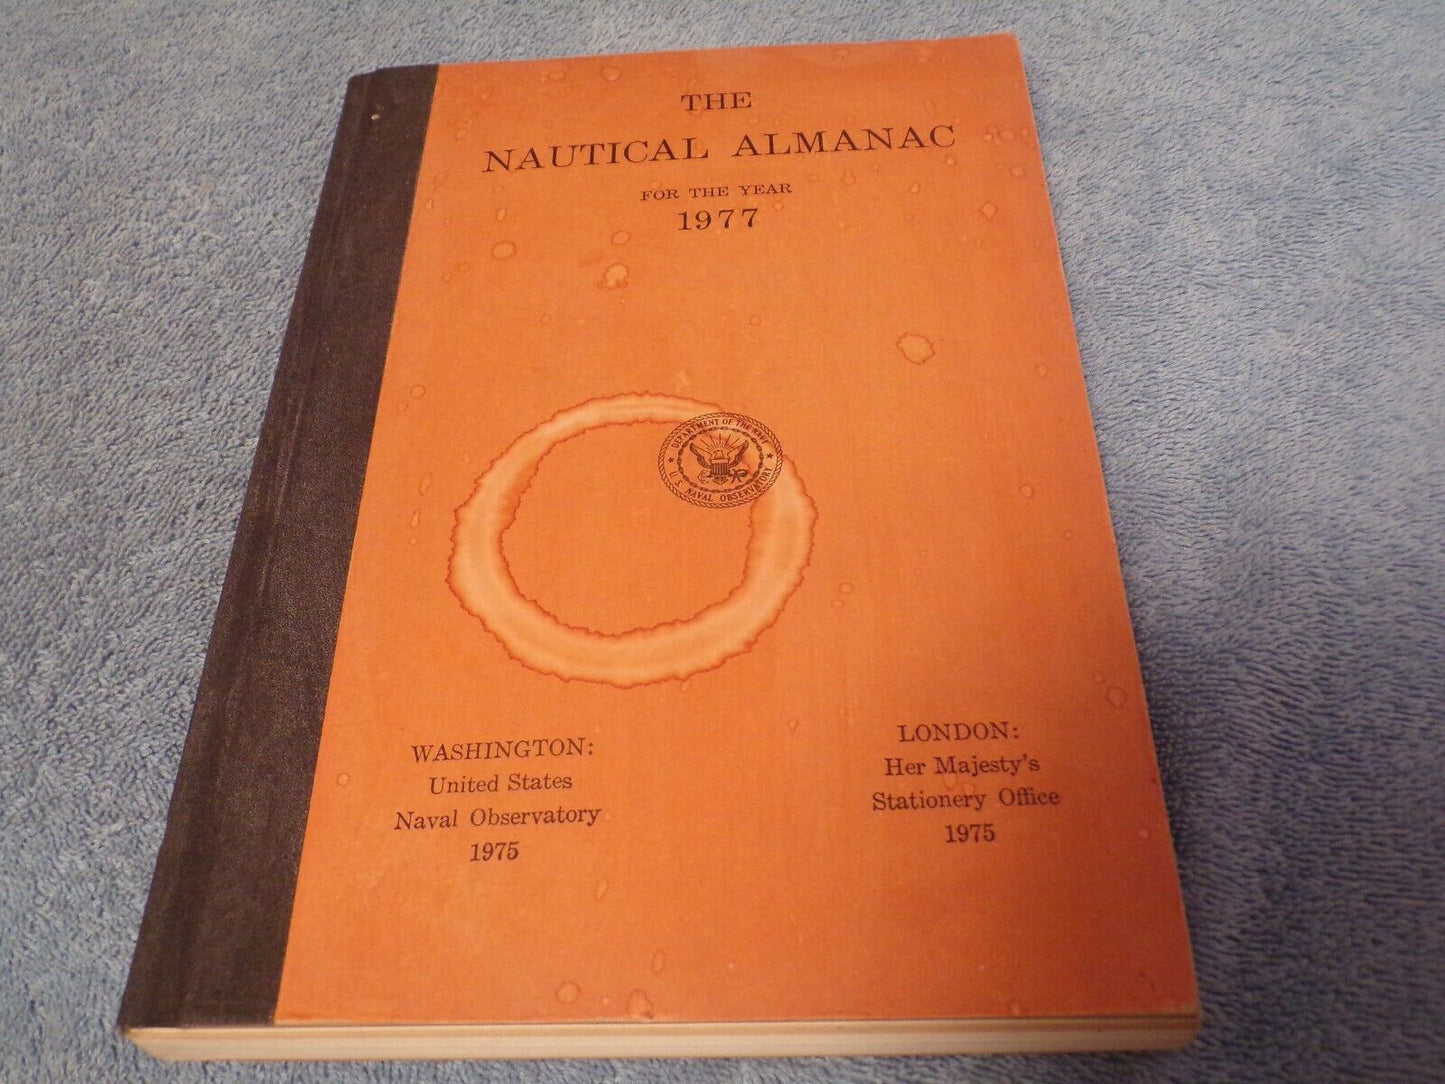 THE
NAUTICAL ALMANAC
FOR THE YEAR
1977
DEPARTMENT OF THE NAVY
U. S. NAVAL OBSERVATORY
WASHINGTON:
United States
Naval Observatory
1975
LONDON:
Her Majesty's
Stationery Office
1975